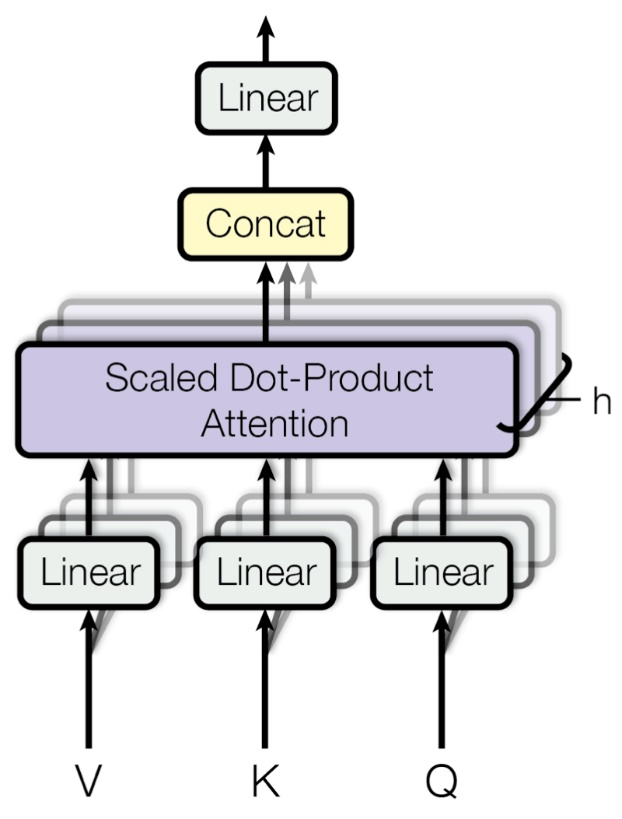 Linear
Concat
Scaled Dot-Product
Attention
h
Linear
Linear
Linear
V
K
Q